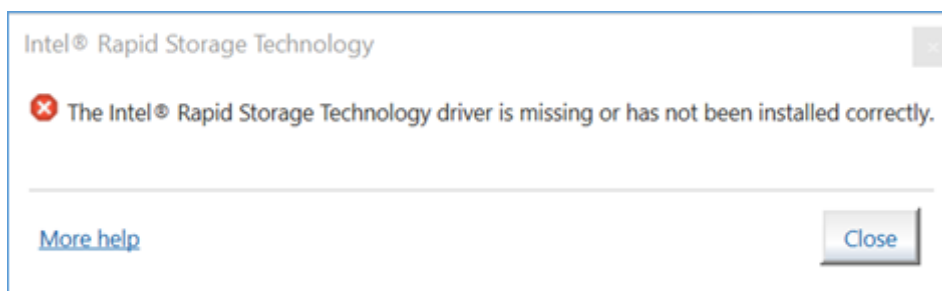 Intel® Rapid Storage Technology
The Intel® Rapid Storage Technology driver is missing or has not been installed correctly.
More help
Close